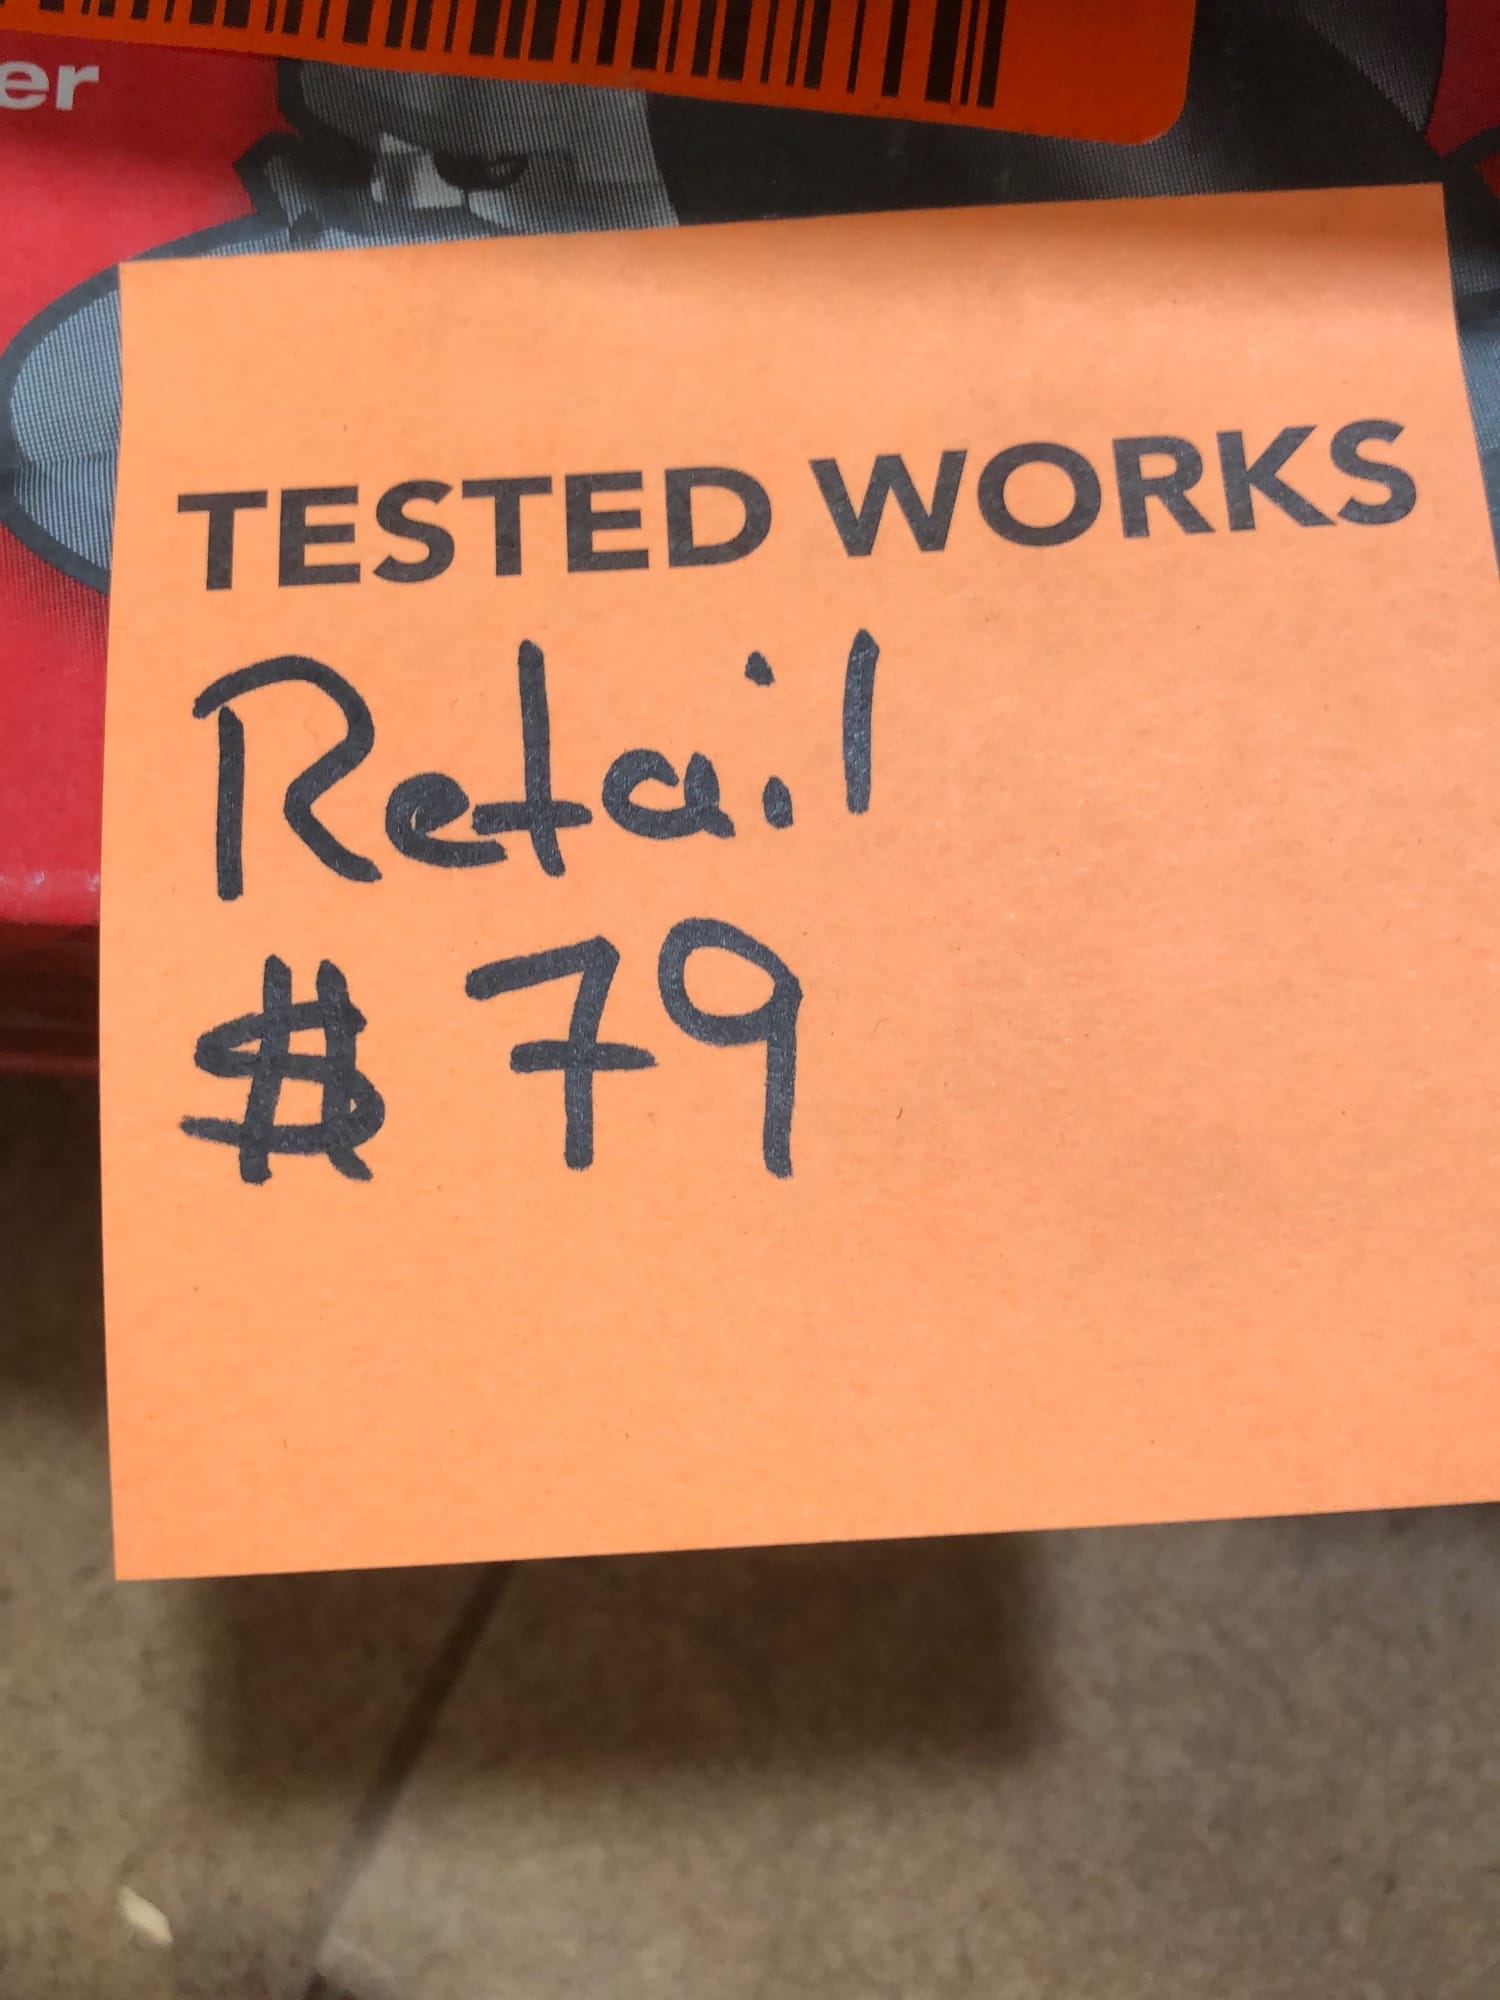 er
TESTED WORKS
Retail
$ 79